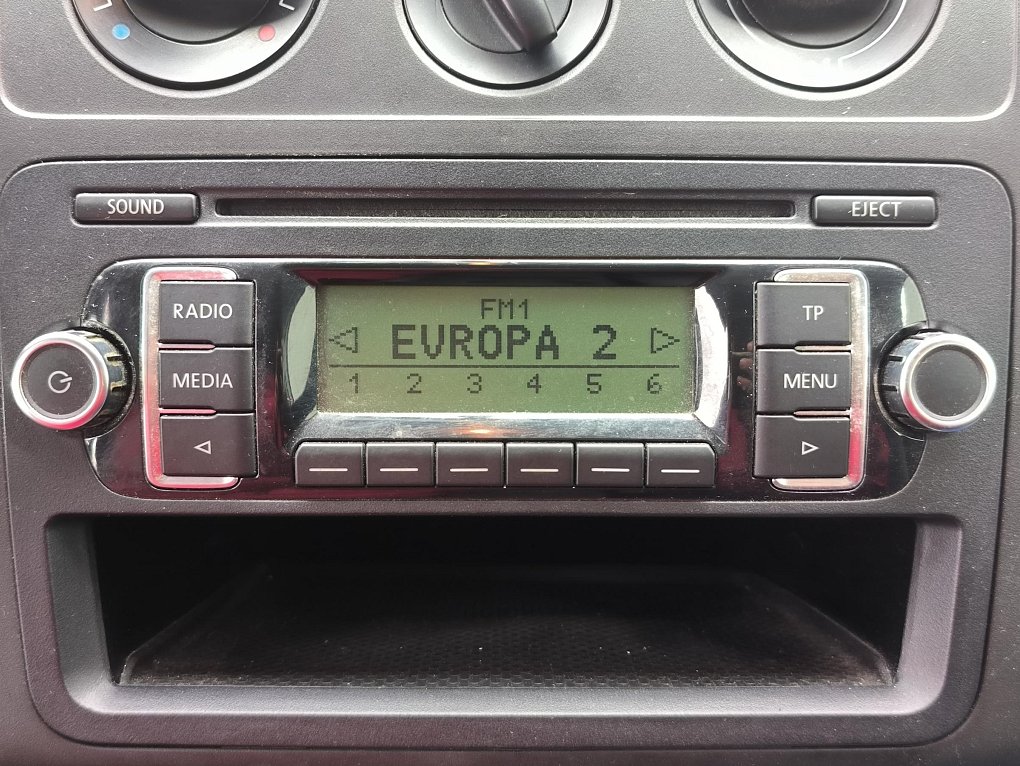 SOUND
EJECT
RADIO
FM1
TP
EVROPA 2
MEDIA
1 2 3 4 5 6
MENU